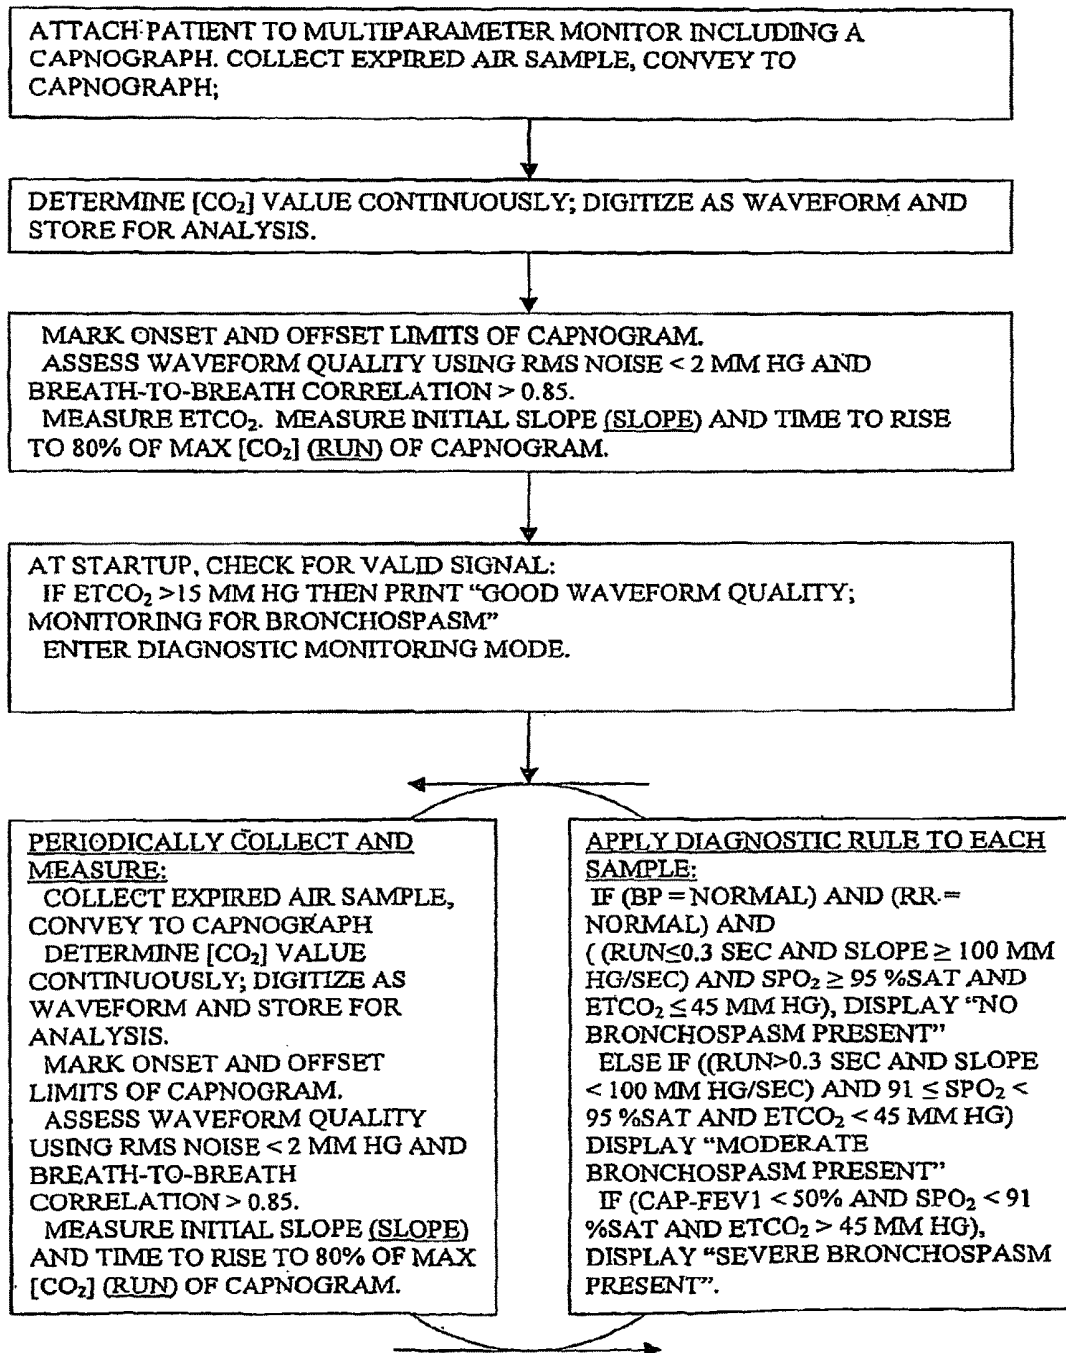 ATTACH PATIENT TO MULTIPARAMETER MONITOR INCLUDING A
CAPNOGRAPH. COLLECT EXPIRED AIR SAMPLE, CONVEY TO
CAPNOGRAPH;
DETERMINE [CO₂] VALUE CONTINUOUSLY; DIGITIZE AS WAVEFORM AND
STORE FOR ANALYSIS.
MARK ONSET AND OFFSET LIMITS OF CAPNOGRAM.
ASSESS WAVEFORM QUALITY USING RMS NOISE < 2 MM HG AND
BREATH-TO-BREATH CORRELATION > 0.85.
MEASURE ETCO₂. MEASURE INITIAL SLOPE (SLOPE) AND TIME TO RISE
TO 80% OF MAX [CO₂] (RUN) OF CAPNOGRAM.
AT STARTUP, CHECK FOR VALID SIGNAL:
IF ETCO₂ >15 MM HG THEN PRINT “GOOD WAVEFORM QUALITY;
MONITORING FOR BRONCHOSPASM”
ENTER DIAGNOSTIC MONITORING MODE.
PERIODICALLY COLLECT AND
MEASURE:
COLLECT EXPIRED AIR SAMPLE,
CONVEY TO CAPNOGRAPH
DETERMINE [CO₂] VALUE
CONTINUOUSLY; DIGITIZE AS
WAVEFORM AND STORE FOR
ANALYSIS.
MARK ONSET AND OFFSET
LIMITS OF CAPNOGRAM.
ASSESS WAVEFORM QUALITY
USING RMS NOISE < 2 MM HG AND
BREATH-TO-BREATH
CORRELATION > 0.85.
MEASURE INITIAL SLOPE (SLOPE)
AND TIME TO RISE TO 80% OF MAX
[CO₂] (RUN) OF CAPNOGRAM.
APPLY DIAGNOSTIC RULE TO EACH
SAMPLE:
IF (BP = NORMAL) AND (RR =
NORMAL) AND
( (RUN≤0.3 SEC AND SLOPE ≥ 100 MM
HG/SEC) AND SPO₂ ≥ 95 %SAT AND
ETCO₂ ≤ 45 MM HG), DISPLAY “NO
BRONCHOSPASM PRESENT”
ELSE IF ((RUN>0.3 SEC AND SLOPE
< 100 MM HG/SEC) AND 91 ≤ SPO₂ <
95 %SAT AND ETCO₂ < 45 MM HG)
DISPLAY “MODERATE
BRONCHOSPASM PRESENT”
IF (CAP-FEV1 < 50% AND SPO₂ < 91
%SAT AND ETCO₂ > 45 MM HG),
DISPLAY “SEVERE BRONCHOSPASM
PRESENT”.